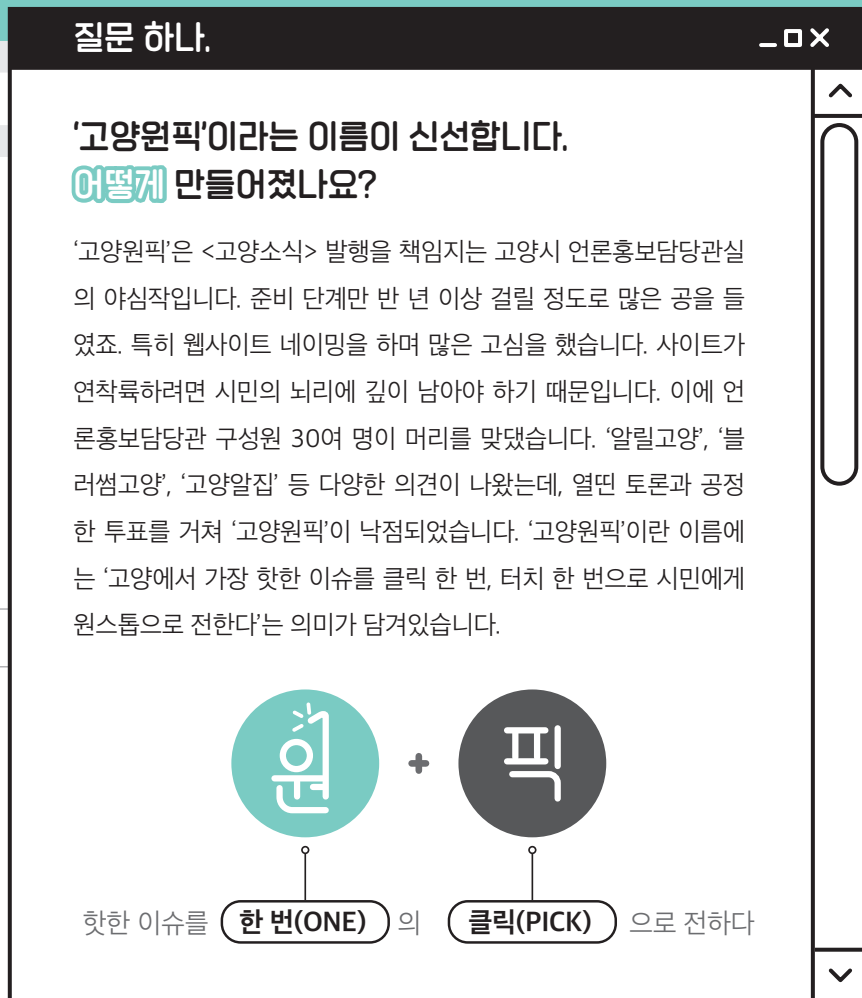 질문 하나.
'고양원픽'이라는 이름이 신선합니다.
어떻게 만들어졌나요?
'고양원픽'은 <고양소식> 발행을 책임지는 고양시 언론홍보담당관실
의 야심작입니다. 준비 단계만 반 년 이상 걸릴 정도로 많은 공을 들
였죠. 특히 웹사이트 네이밍을 하며 많은 고심을 했습니다. 사이트가
연착륙하려면 시민의 뇌리에 깊이 남아야 하기 때문입니다. 이에 언
론홍보담당관 구성원 30여 명이 머리를 맞댔습니다. '알릴고양', '블
러썸고양', '고양알집' 등 다양한 의견이 나왔는데, 열띤 토론과 공정
한 투표를 거쳐 '고양원픽'이 낙점되었습니다. '고양원픽'이란 이름에
는 '고양에서 가장 핫한 이슈를 클릭 한 번, 터치 한 번으로 시민에게
원스톱으로 전한다'는 의미가 담겨있습니다.
원 + 픽
핫한 이슈를 한 번(ONE) 의 클릭(PICK) 으로 전하다